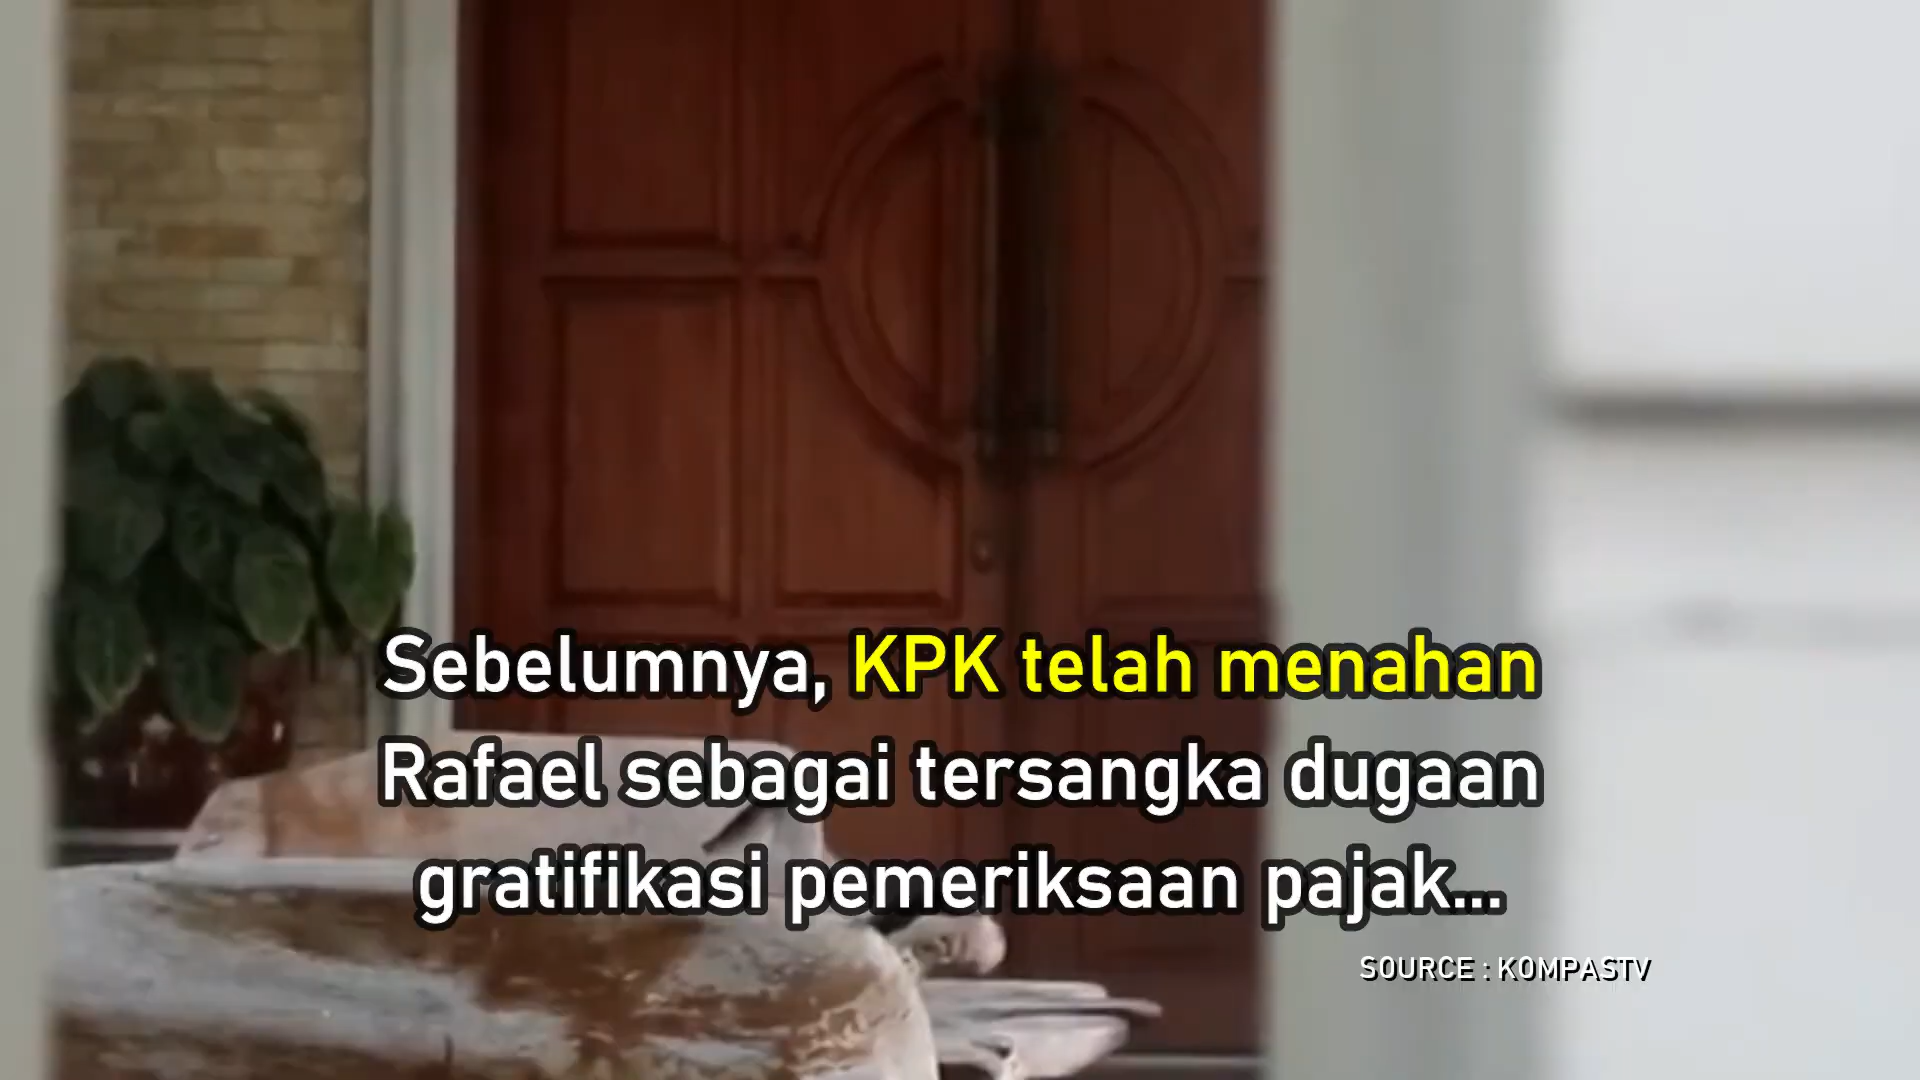 Sebelumnya, KPK telah menahan
Rafael sebagai tersangka dugaan
gratifikasi pemeriksaan pajak...
SOURCE : KOMPASTV